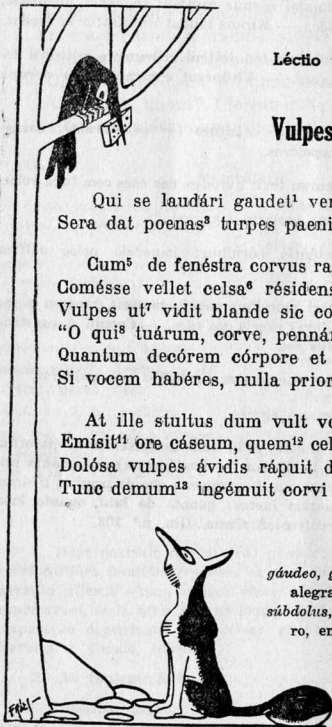 Léctio
Vulpes
Qui se laudári gaudet¹ ver
Sera dat poenas³ turpes paeni
Cum⁵ de fenéstra corvus ra
Comésse vellet celsa⁶ résidens
Vulpes ut⁷ vidit blande sic co
“O qui⁸ tuárum, corve, pennár
Quantum decórem córpore et
Si vocem habéres, nulla prior
At ille stultus dum vult vo
Emísit¹¹ ore cáseum, quem¹² cel
Dolósa vulpes ávidis rápuit d
Tunc demum¹³ ingémuit corvi
gáudeo, g
alegra
súbdolus,
ro, en